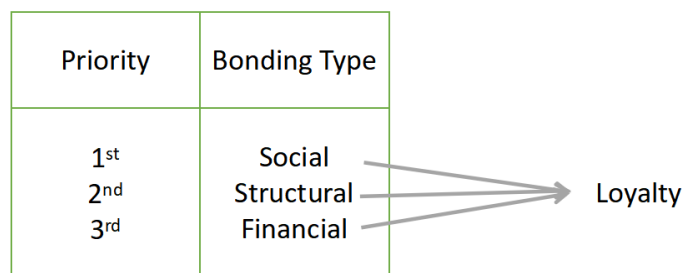 Priority Bonding Type
1st Social
2nd Structural Loyalty
3rd Financial